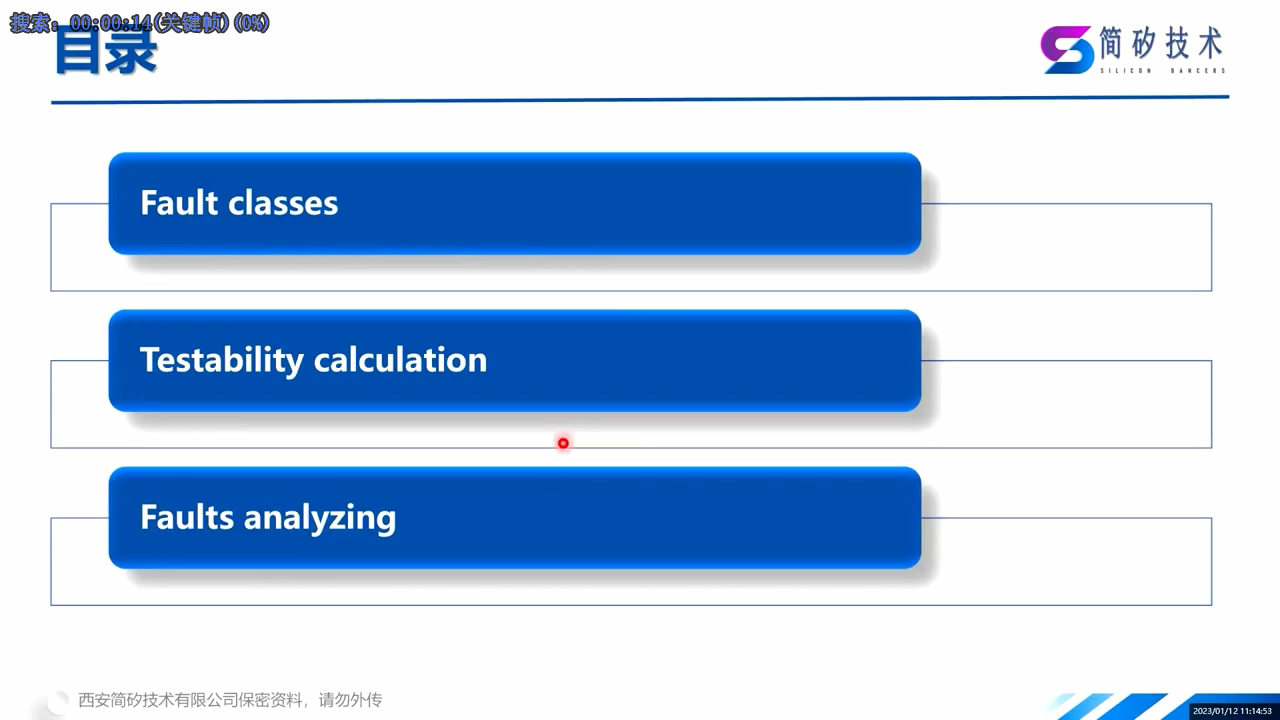 搜索: 00:00:14(关键帧)(0%)
目录
简矽技术
SILICON DANCERS
Fault classes
Testability calculation
Faults analyzing
西安简矽技术有限公司保密资料，请勿外传
2023/01/12 11:14:53